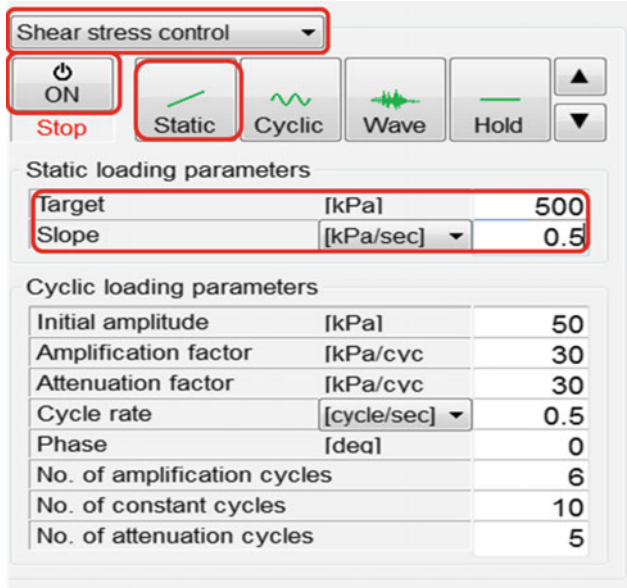 Shear stress control
ON
Stop Static Cyclic Wave Hold
Static loading parameters
Target [kPa] 500
Slope [kPa/sec] 0.5
Cyclic loading parameters
Initial amplitude [kPa] 50
Amplification factor [kPa/cyc 30
Attenuation factor [kPa/cyc 30
Cycle rate [cycle/sec] 0.5
Phase [deg] 0
No. of amplification cycles 6
No. of constant cycles 10
No. of attenuation cycles 5